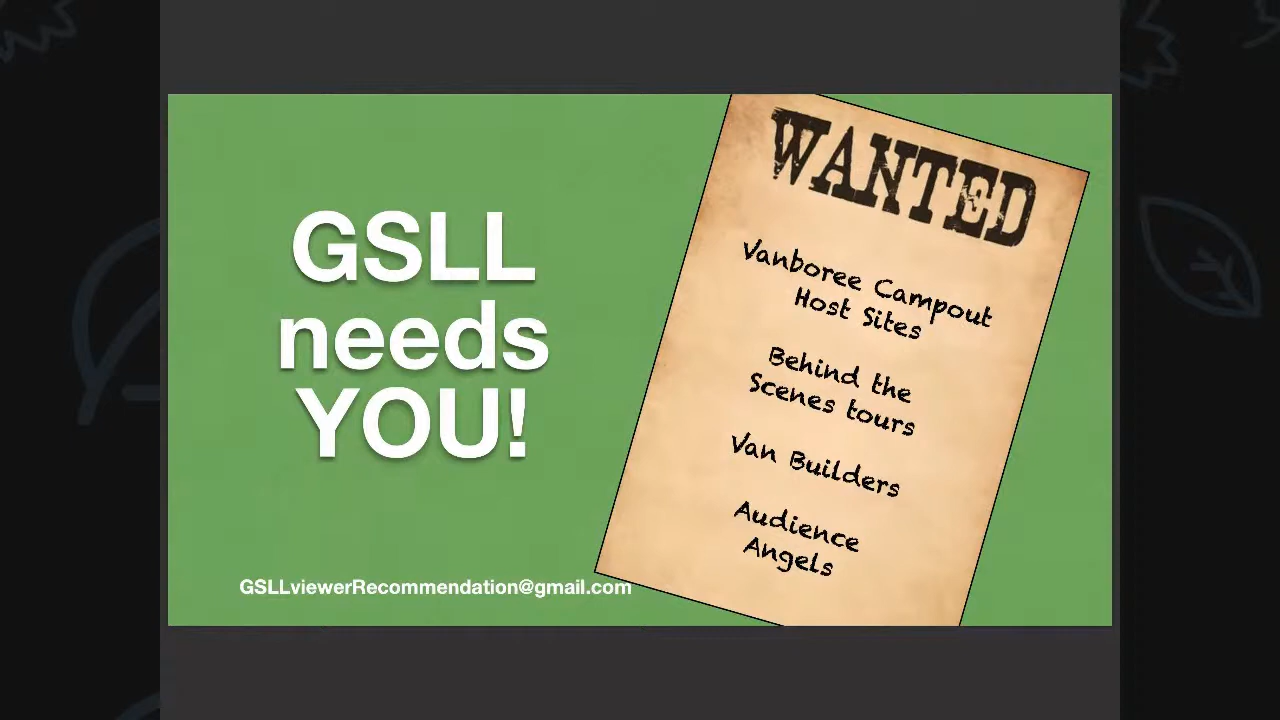 GSLL
needs
YOU!
GSLLviewerRecommendation@gmail.com
WANTED
Vanboree Campout
Host Sites
Behind the
Scenes tours
Van Builders
Audience
Angels